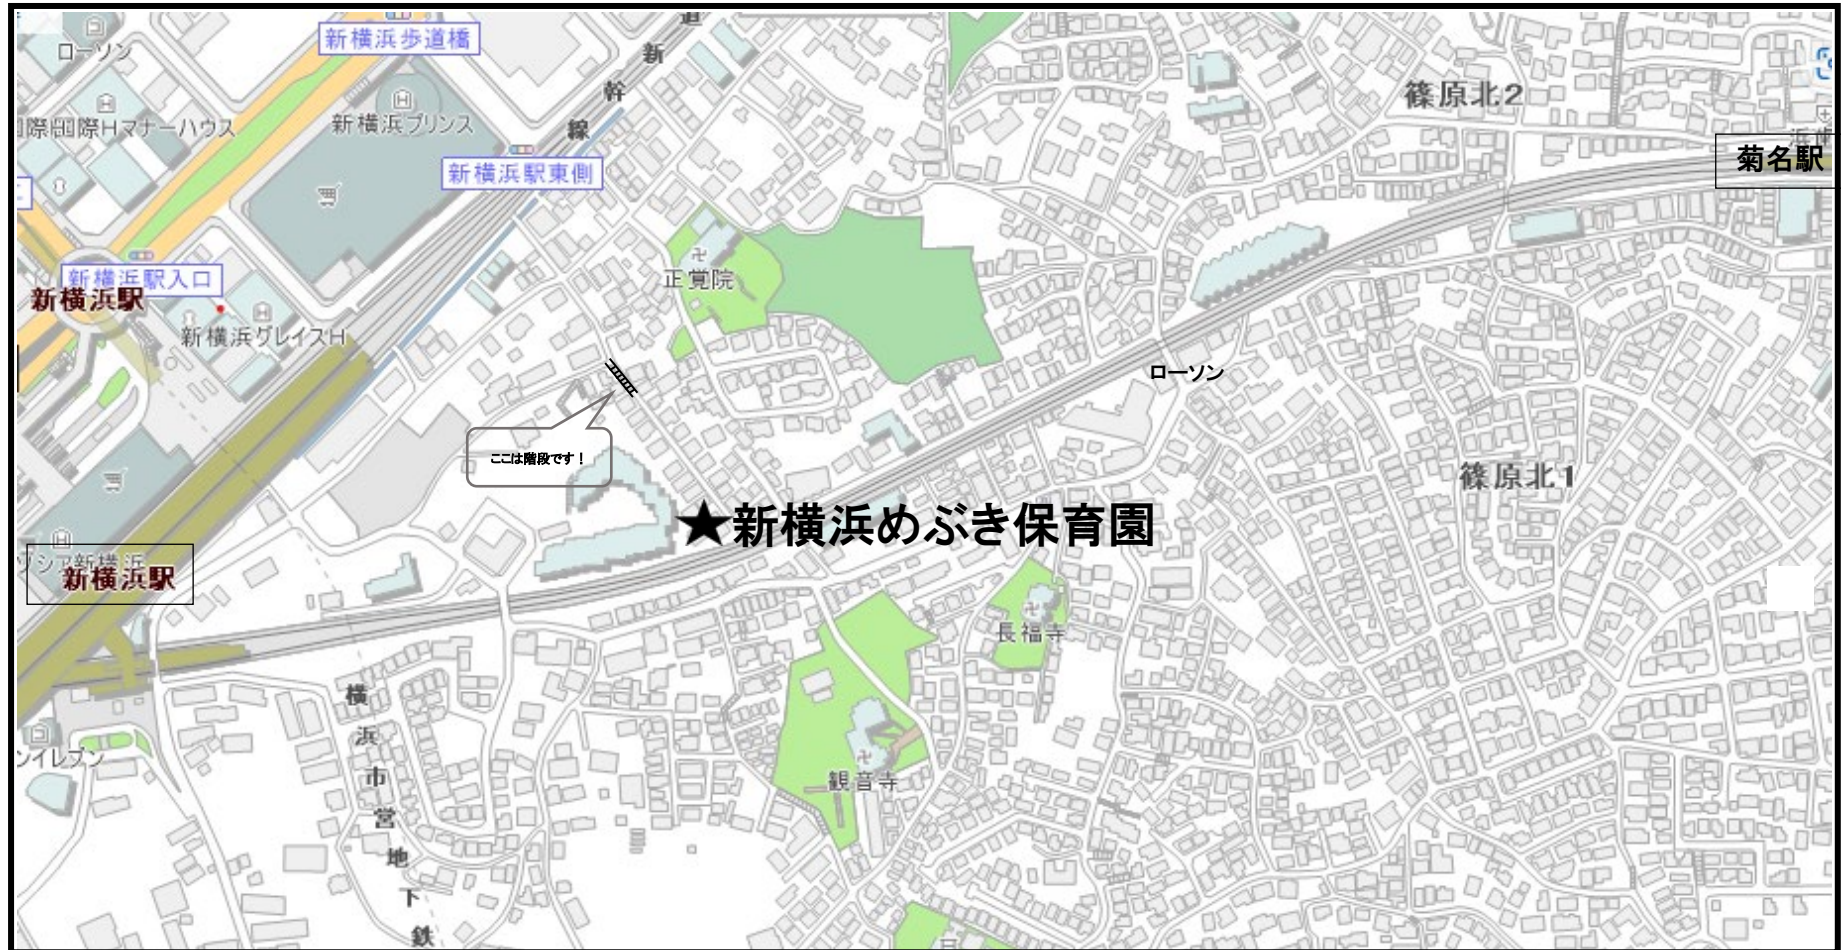 ローソン
新横浜歩道橋
新
幹
線
道
篠原北2
国際Hマナーハウス
新横浜プリンス
新横浜駅東側
菊名駅
新横浜駅入口
新横浜駅
正覚院
新横浜グレイスH
ローソン
ここは階段です！
篠原北1
★新横浜めぶき保育園
新横浜駅
長福寺
横
浜
市
営
地
下
鉄
観音寺
ンイレブン